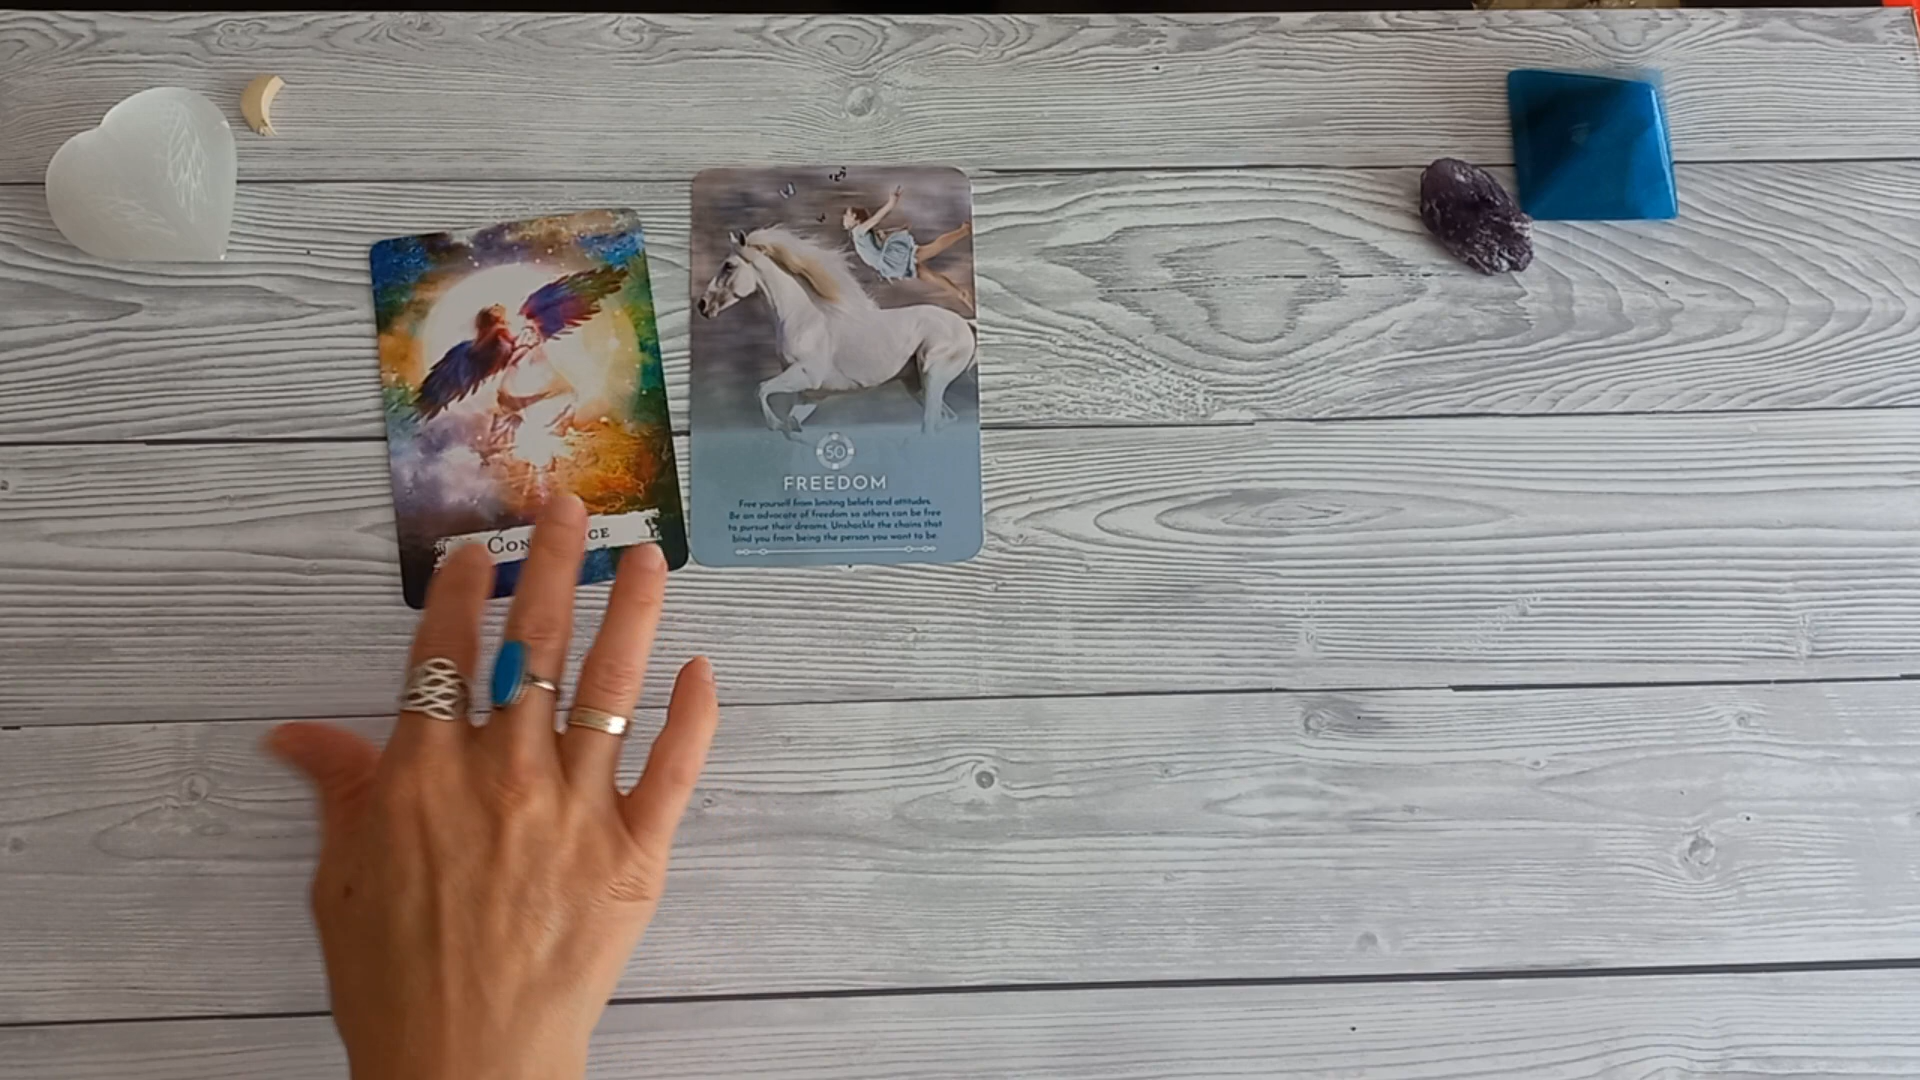 50
FREEDOM
Free yourself from limiting beliefs and attitudes.
Be an advocate of freedom so others can be free
to pursue their dreams. Unshackle the chains that
bind you from being the person you want to be.